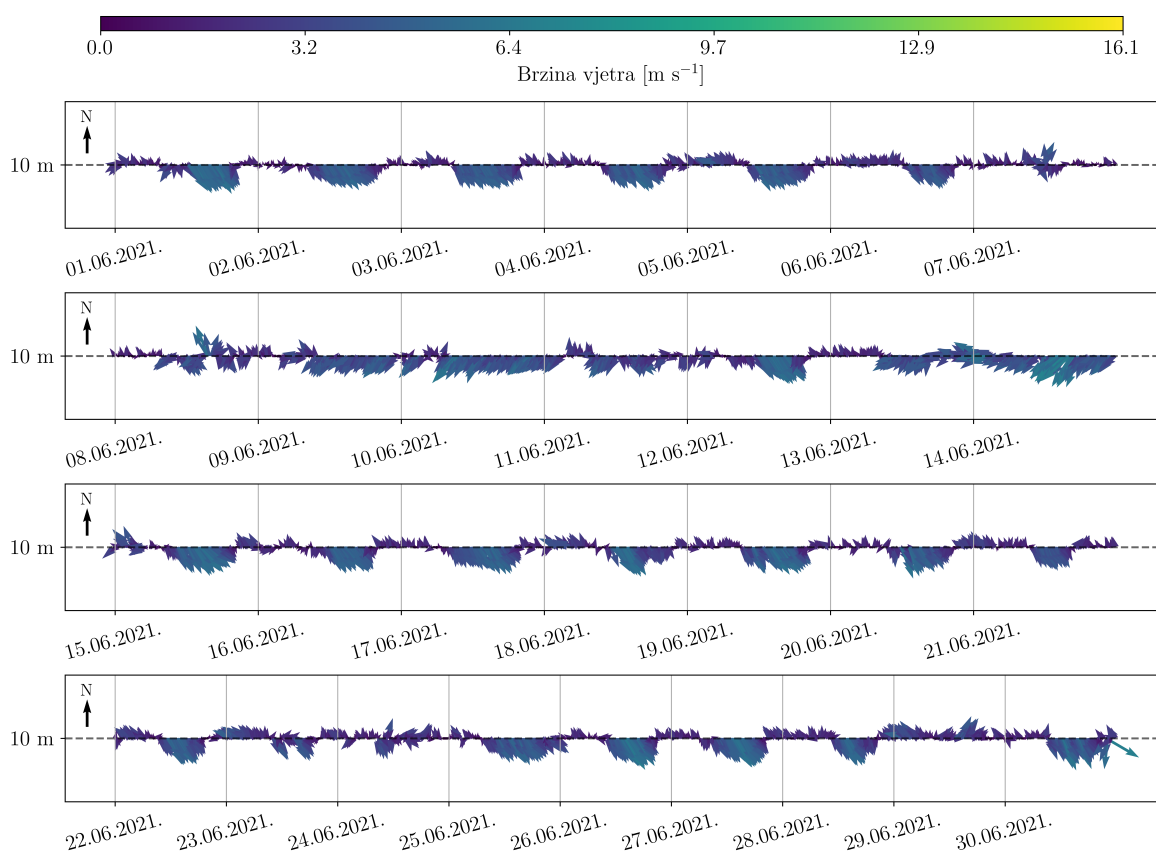 0.0 3.2 6.4 9.7 12.9 16.1
Brzina vjetra [m s⁻¹]
N
10 m
01.06.2021. 02.06.2021. 03.06.2021. 04.06.2021. 05.06.2021. 06.06.2021. 07.06.2021.
N
10 m
08.06.2021. 09.06.2021. 10.06.2021. 11.06.2021. 12.06.2021. 13.06.2021. 14.06.2021.
N
10 m
15.06.2021. 16.06.2021. 17.06.2021. 18.06.2021. 19.06.2021. 20.06.2021. 21.06.2021.
N
10 m
22.06.2021. 23.06.2021. 24.06.2021. 25.06.2021. 26.06.2021. 27.06.2021. 28.06.2021. 29.06.2021. 30.06.2021.